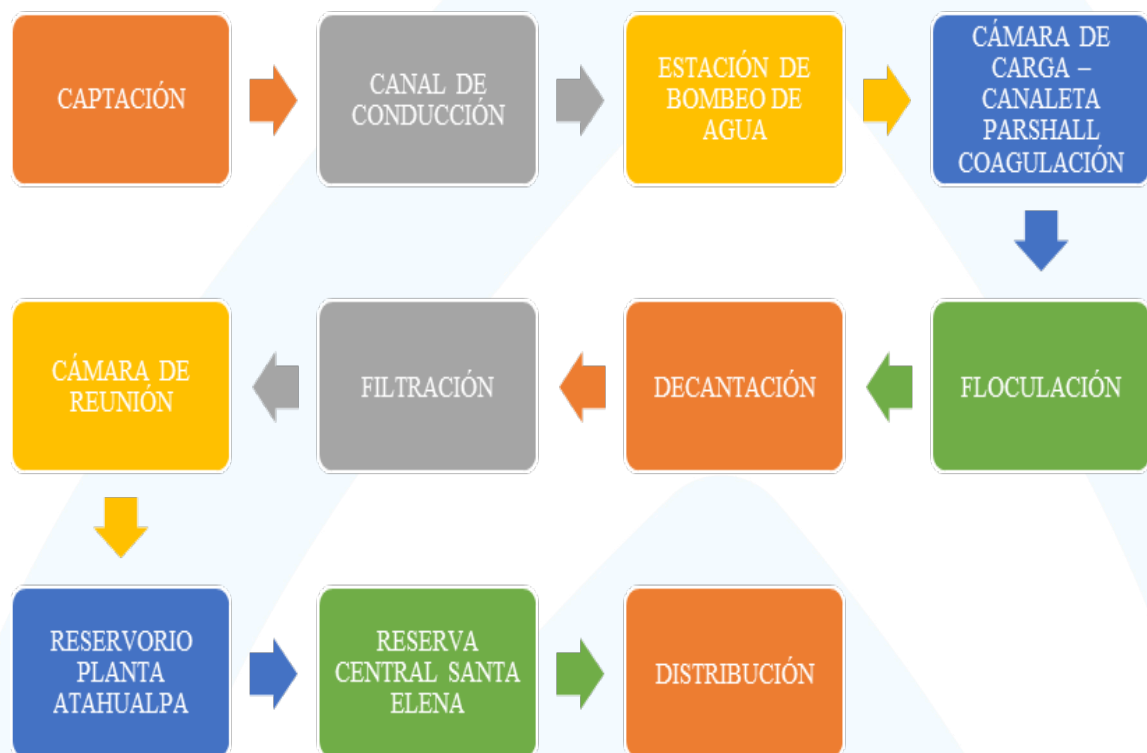 CAPTACIÓN
CANAL DE
CONDUCCIÓN
ESTACIÓN DE
BOMBEO DE
AGUA
CÁMARA DE
CARGA –
CANALETA
PARSHALL
COAGULACIÓN
FLOCULACIÓN
DECANTACIÓN
FILTRACIÓN
CÁMARA DE
REUNIÓN
RESERVORIO
PLANTA
ATAHUALPA
RESERVA
CENTRAL SANTA
ELENA
DISTRIBUCIÓN